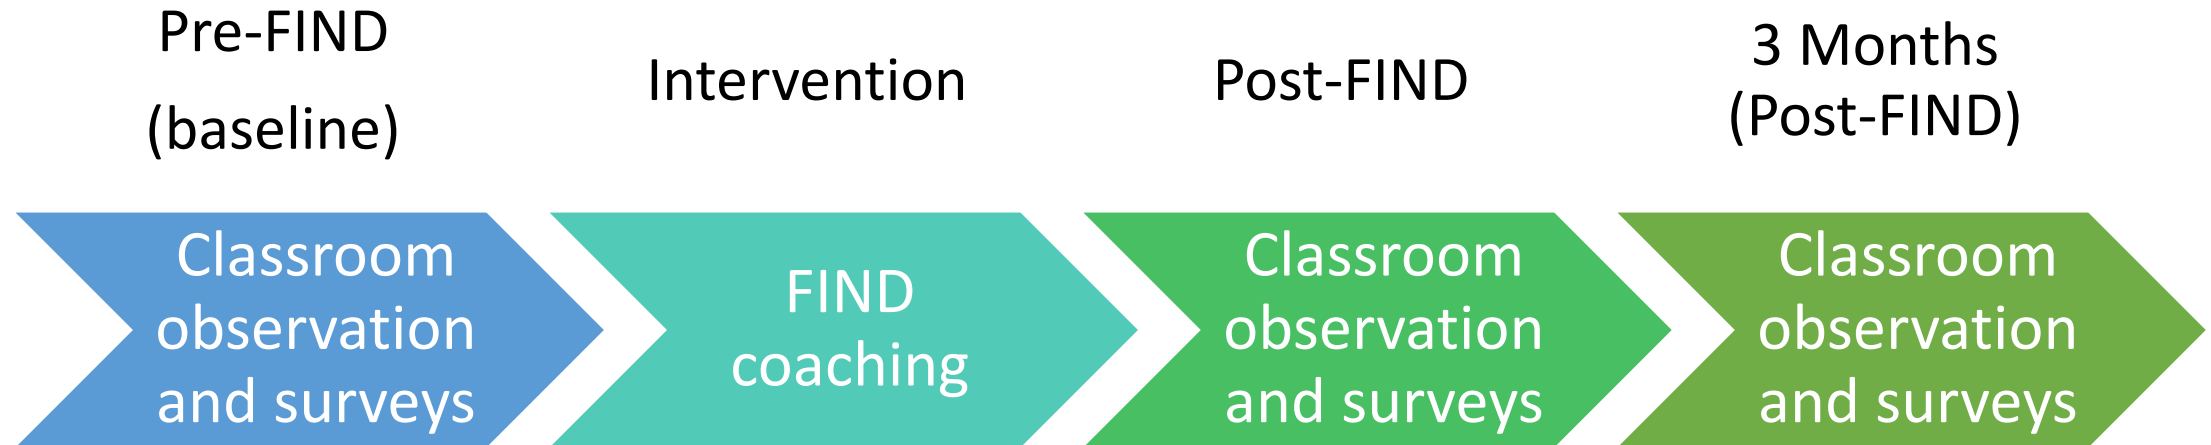 Pre-FIND
(baseline)
Intervention
Post-FIND
3 Months
(Post-FIND)
Classroom
observation
and surveys
FIND
coaching
Classroom
observation
and surveys
Classroom
observation
and surveys